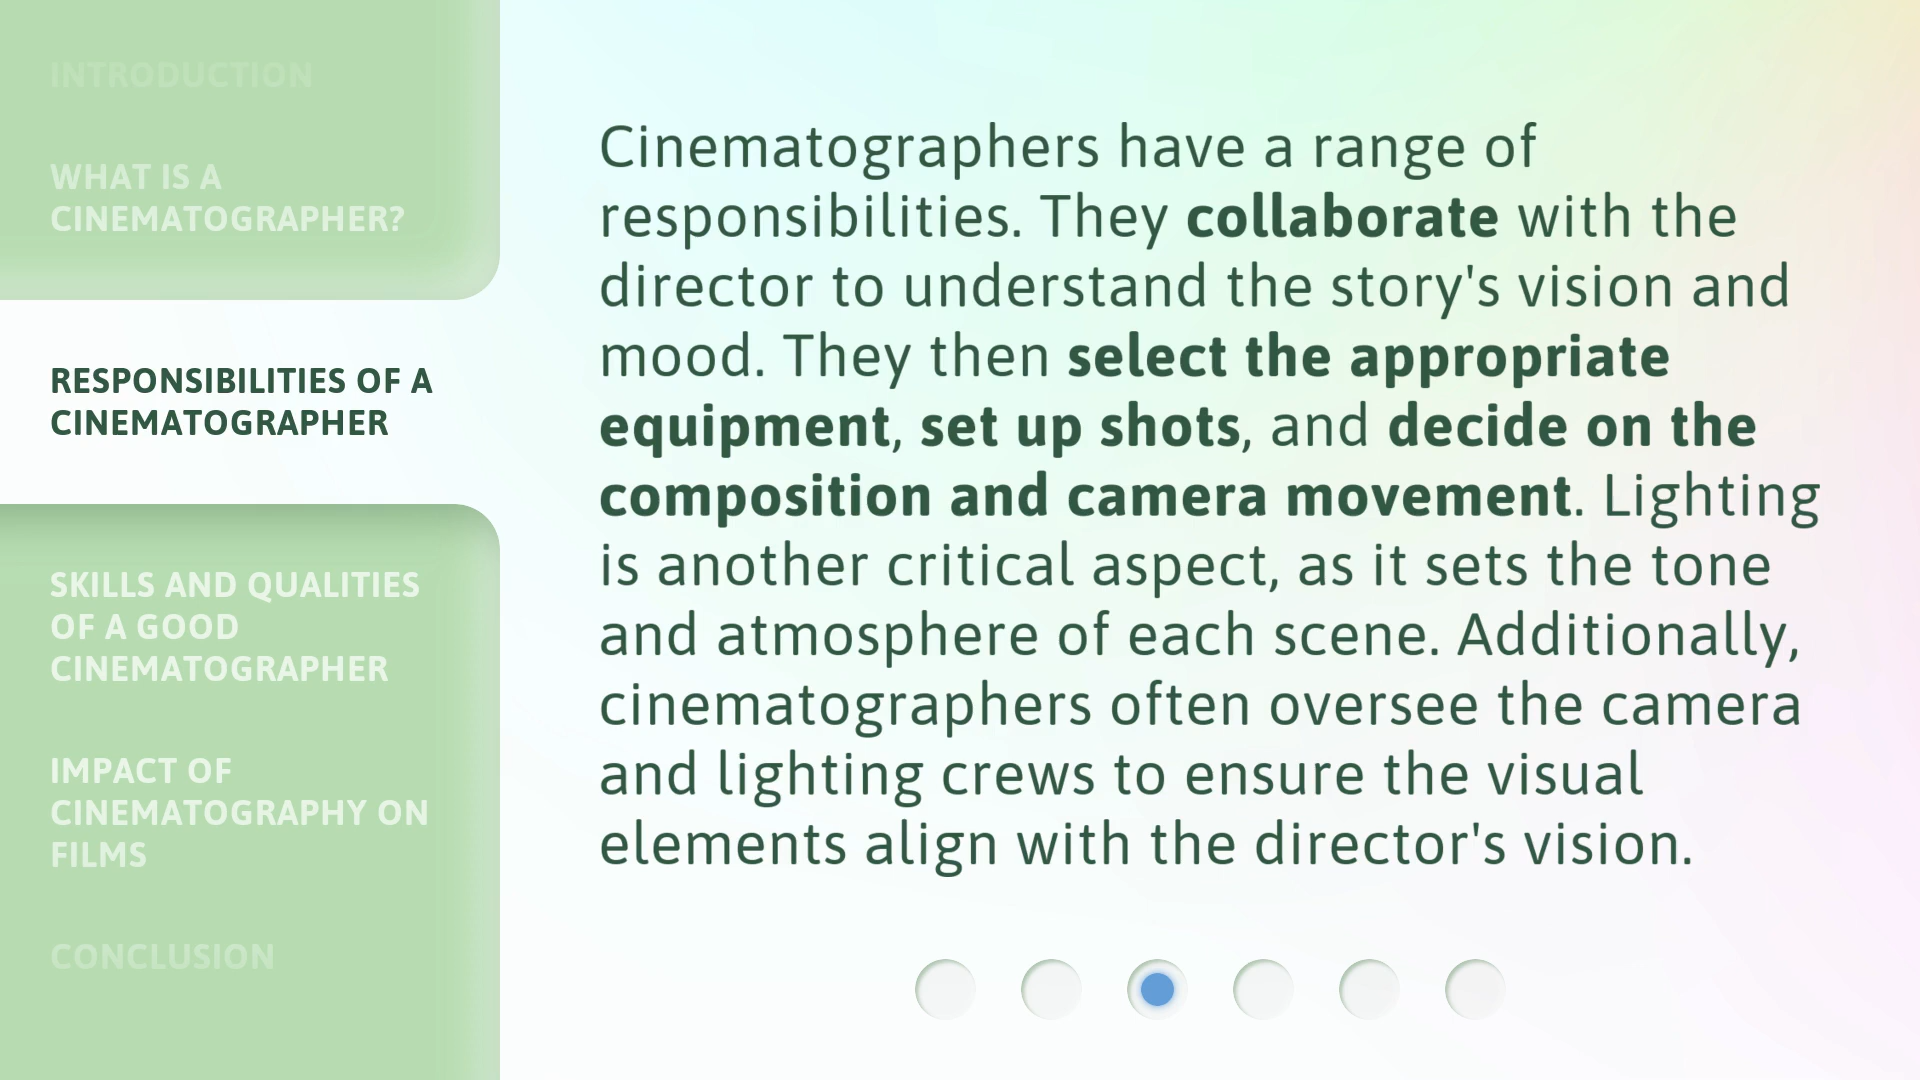 INTRODUCTION
WHAT IS A
CINEMATOGRAPHER?
RESPONSIBILITIES OF A
CINEMATOGRAPHER
SKILLS AND QUALITIES
OF A GOOD
CINEMATOGRAPHER
IMPACT OF
CINEMATOGRAPHY ON
FILMS
CONCLUSION
Cinematographers have a range of
responsibilities. They collaborate with the
director to understand the story's vision and
mood. They then select the appropriate
equipment, set up shots, and decide on the
composition and camera movement. Lighting
is another critical aspect, as it sets the tone
and atmosphere of each scene. Additionally,
cinematographers often oversee the camera
and lighting crews to ensure the visual
elements align with the director's vision.